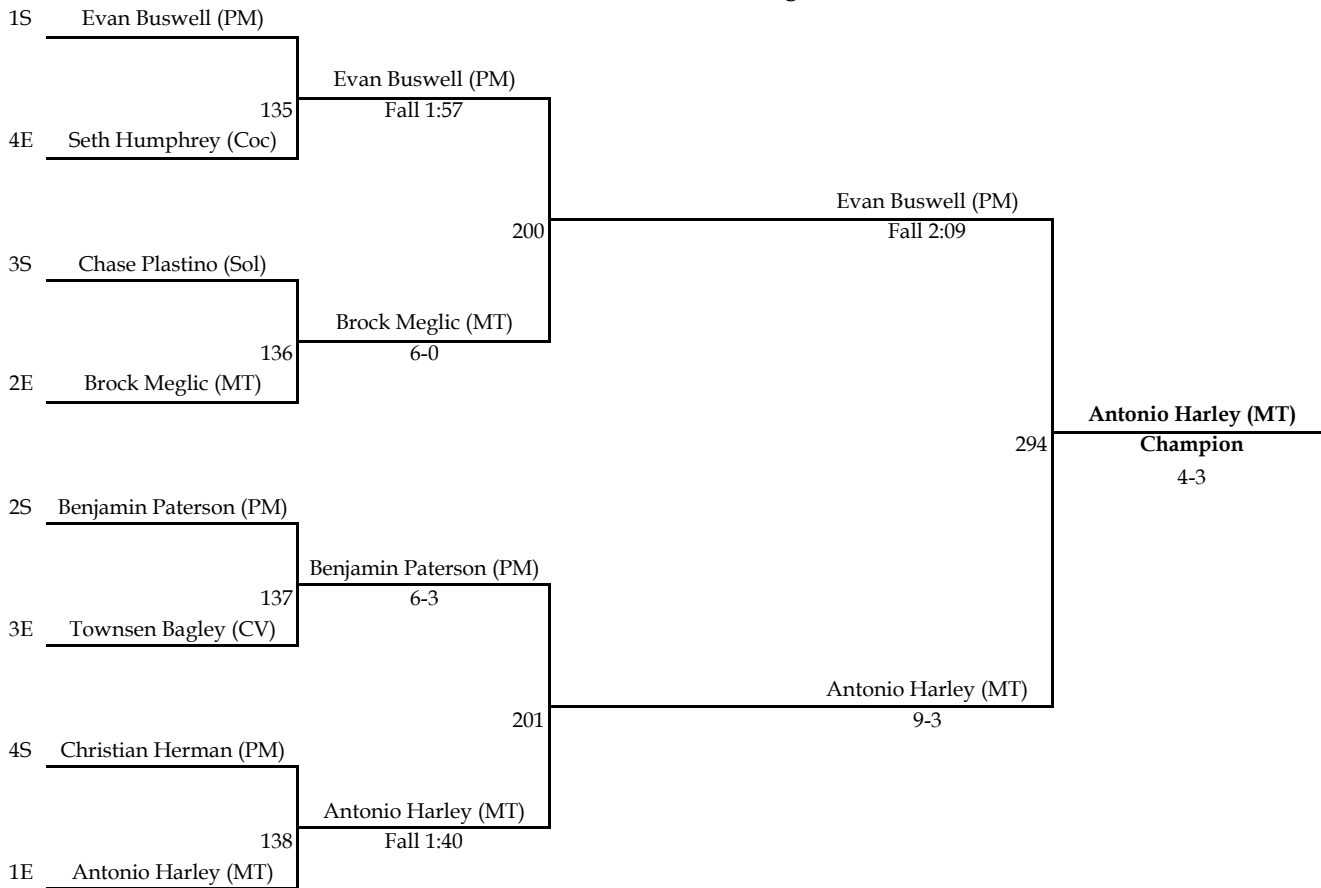 1S Evan Buswell (PM)
Evan Buswell (PM)
135 Fall 1:57
4E Seth Humphrey (Coc)
Evan Buswell (PM)
200 Fall 2:09
3S Chase Plastino (Sol)
Brock Meglic (MT)
136 6-0
2E Brock Meglic (MT)
Antonio Harley (MT)
294 Champion
4-3
2S Benjamin Paterson (PM)
Benjamin Paterson (PM)
137 6-3
3E Townsen Bagley (CV)
Antonio Harley (MT)
201 9-3
4S Christian Herman (PM)
Antonio Harley (MT)
138 Fall 1:40
1E Antonio Harley (MT)